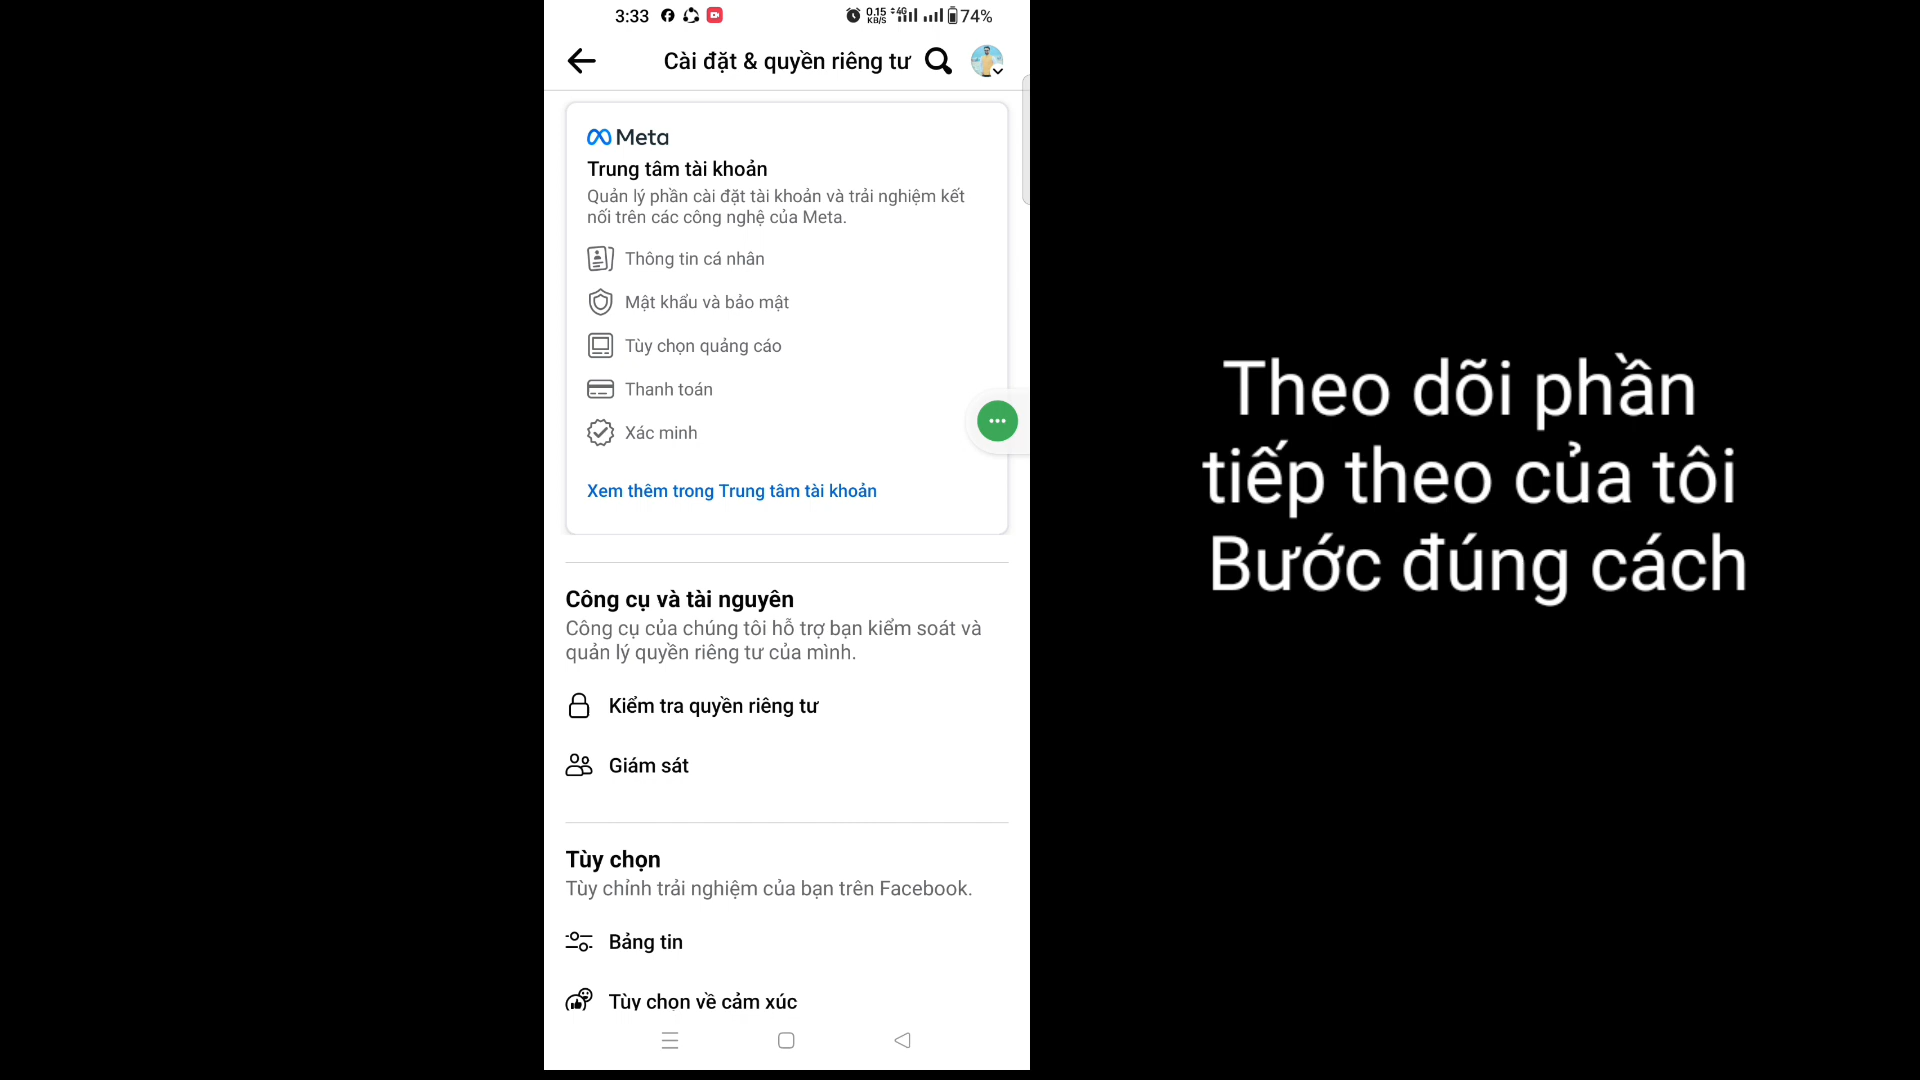 3:33
0.15 KB/S 4G 74%
Cài đặt & quyền riêng tư
Meta
Trung tâm tài khoản
Quản lý phần cài đặt tài khoản và trải nghiệm kết
nối trên các công nghệ của Meta.
Thông tin cá nhân
Mật khẩu và bảo mật
Tùy chọn quảng cáo
Thanh toán
Xác minh
Xem thêm trong Trung tâm tài khoản
Công cụ và tài nguyên
Công cụ của chúng tôi hỗ trợ bạn kiểm soát và
quản lý quyền riêng tư của mình.
Kiểm tra quyền riêng tư
Giám sát
Tùy chọn
Tùy chỉnh trải nghiệm của bạn trên Facebook.
Bảng tin
Tùy chọn về cảm xúc
Theo dõi phần
tiếp theo của tôi
Bước đúng cách